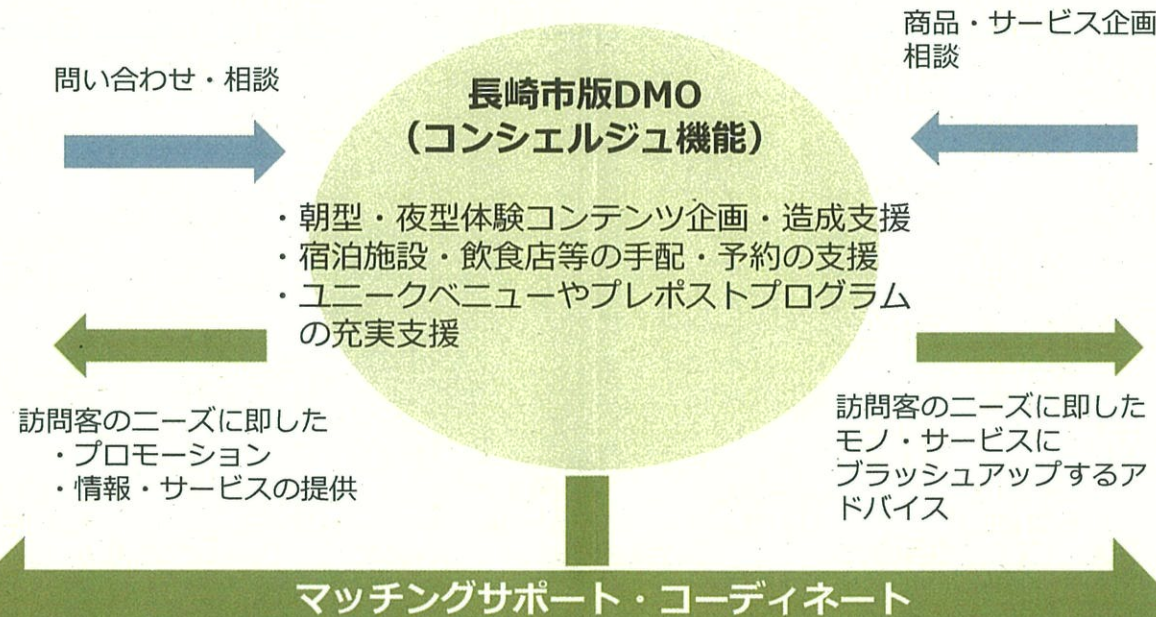 商品・サービス企画
相談
問い合わせ・相談
長崎市版DMO
（コンシェルジュ機能）
・朝型・夜型体験コンテンツ企画・造成支援
・宿泊施設・飲食店等の手配・予約の支援
・ユニークベニューやプレポストプログラム
の充実支援
訪問客のニーズに即した
・プロモーション
・情報・サービスの提供
訪問客のニーズに即した
モノ・サービスに
ブラッシュアップするア
ドバイス
マッチングサポート・コーディネート